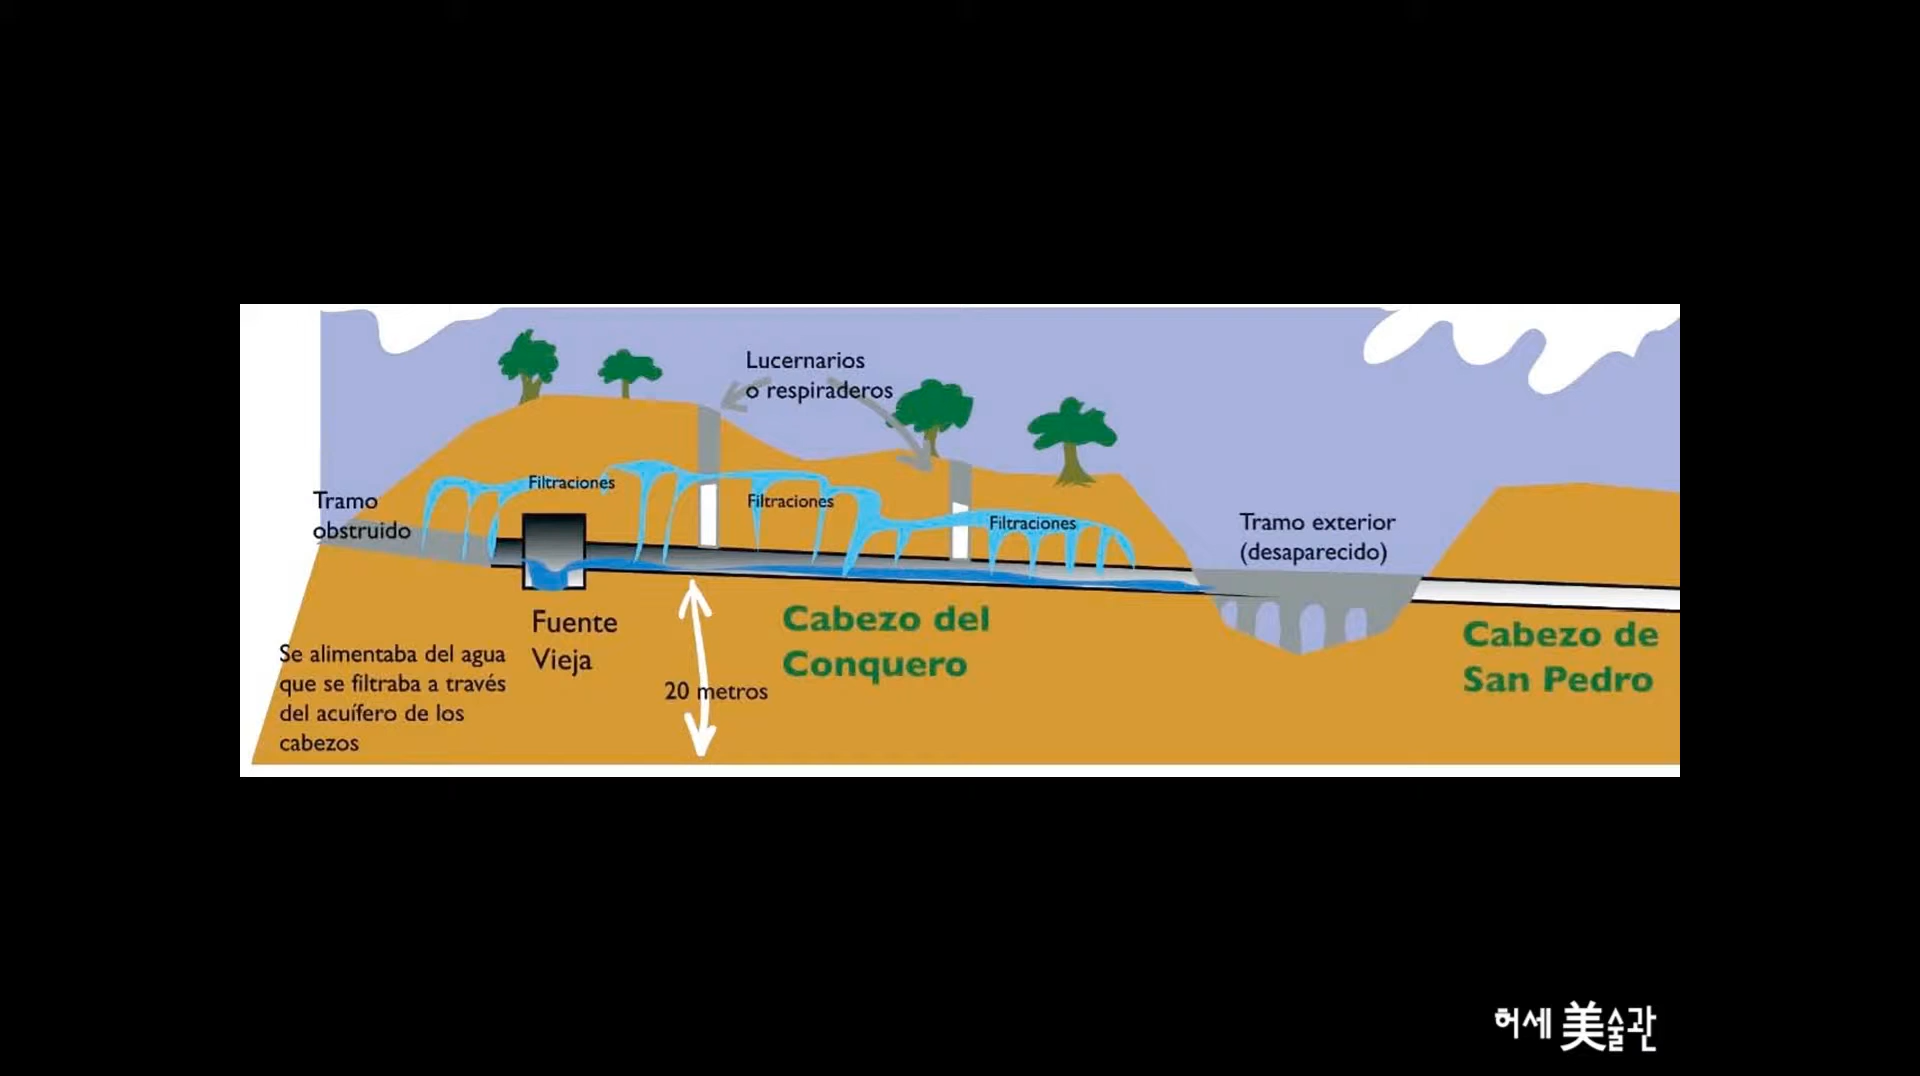 Lucernarios
o respiraderos
Filtraciones
Filtraciones
Filtraciones
Tramo
obstruido
Tramo exterior
(desaparecido)
Fuente
Vieja
Cabezo del
Conquero
Cabezo de
San Pedro
Se alimentaba del agua
que se filtraba a través
del acuífero de los
cabezos
20 metros
허세 美술관